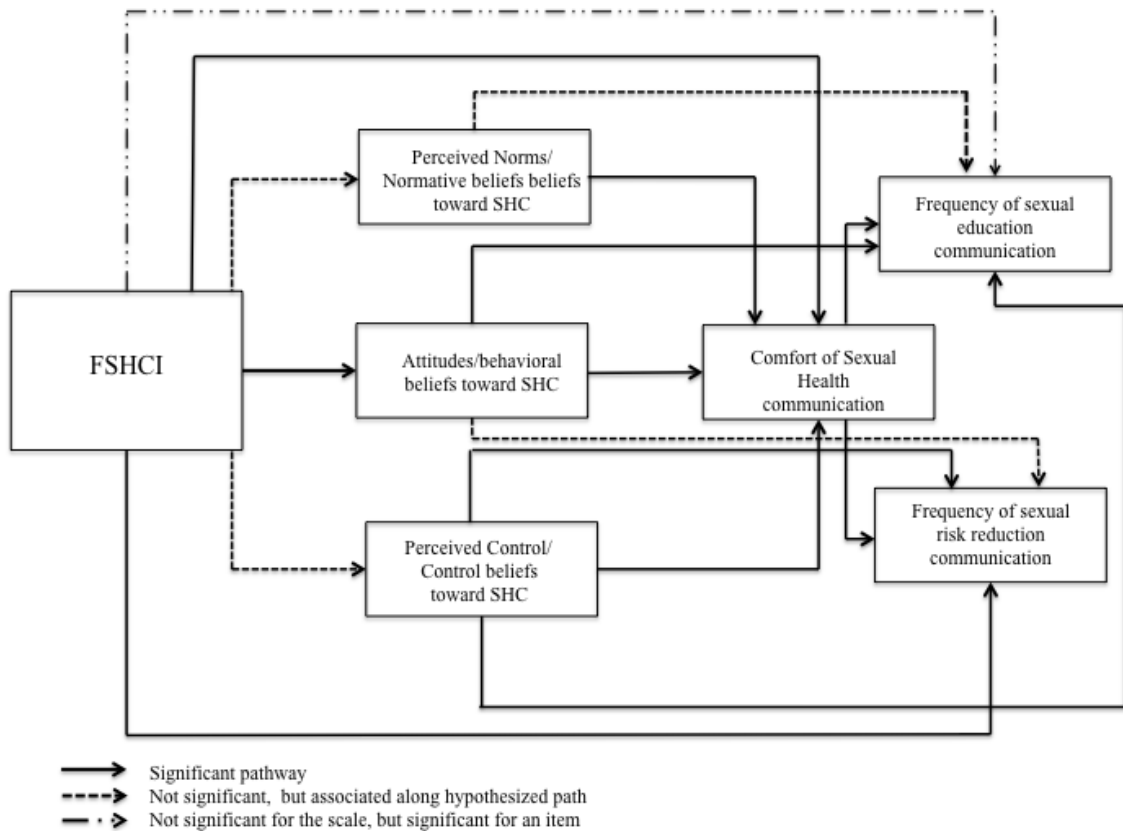 Perceived Norms/
Normative beliefs beliefs
toward SHC
Frequency of sexual
education
communication
FSHCI
Attitudes/behavioral
beliefs toward SHC
Comfort of Sexual
Health
communication
Frequency of sexual
risk reduction
communication
Perceived Control/
Control beliefs
toward SHC
Significant pathway
Not significant, but associated along hypothesized path
Not significant for the scale, but significant for an item